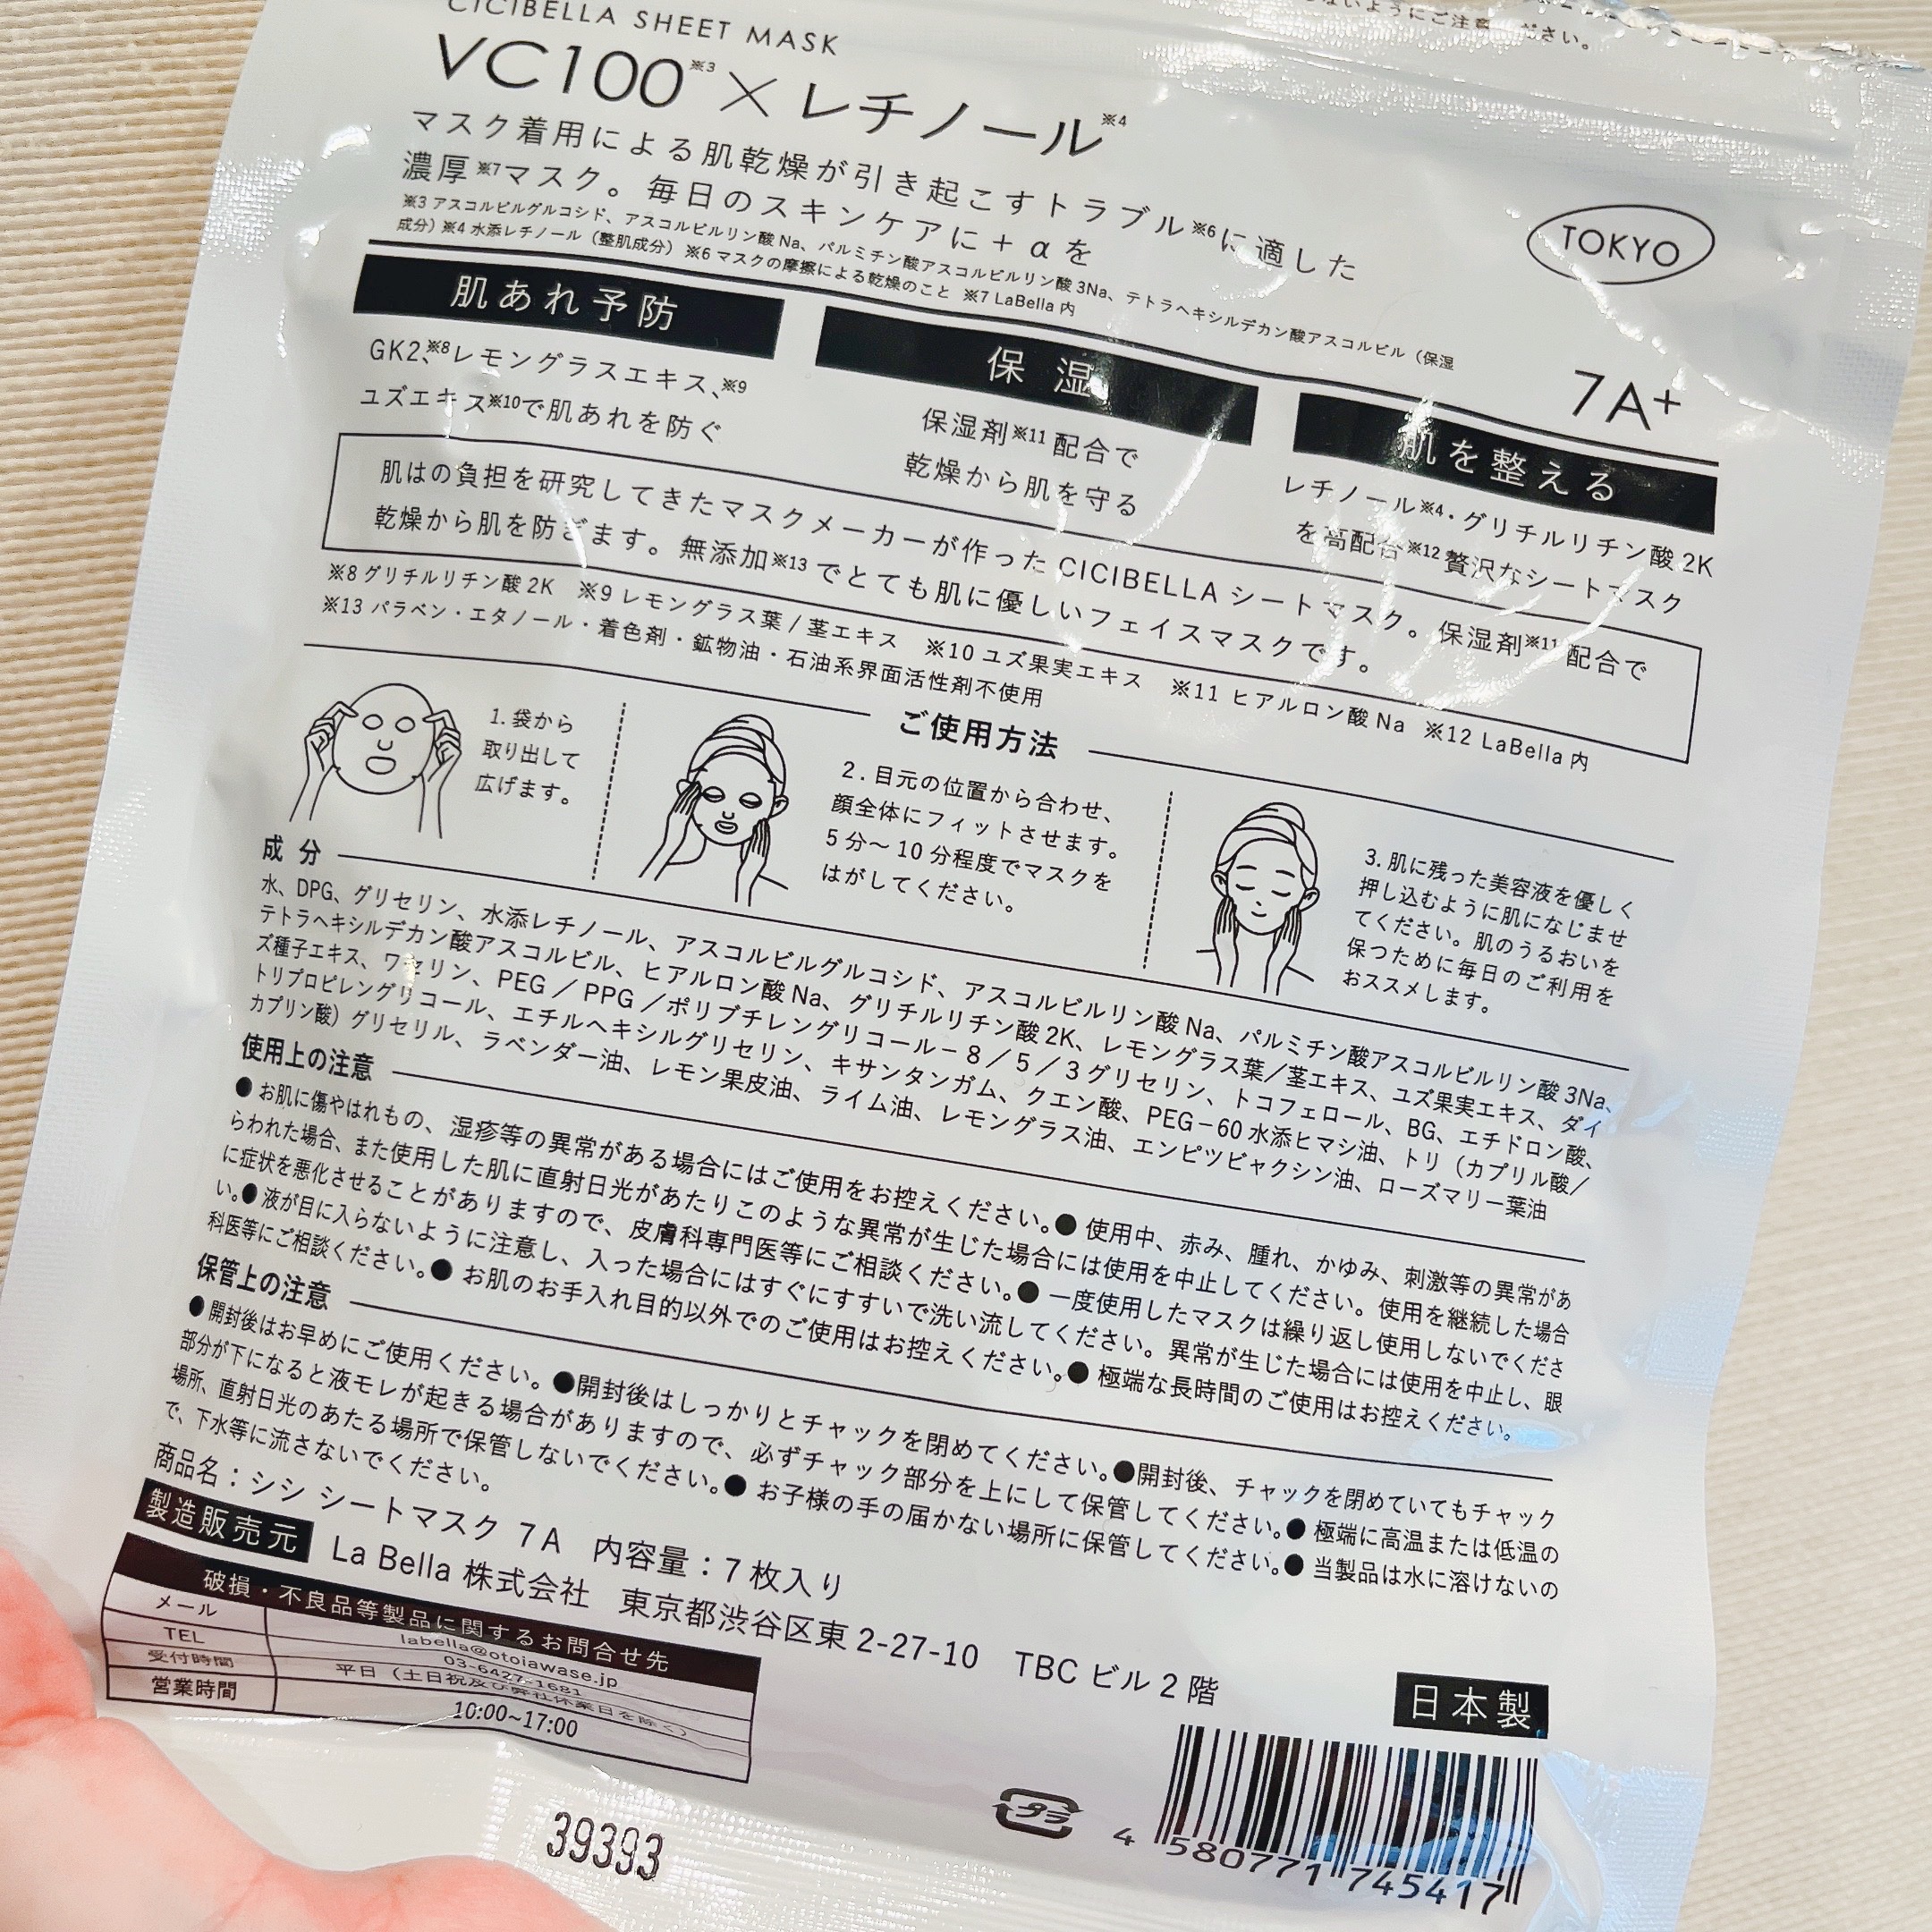 ないようにご注意ください。
CICIBELLA SHEET MASK
VC100※3×レチノール※4
マスク着用による肌乾燥が引き起こすトラブル※6に適した
濃厚※7マスク。毎日のスキンケアに+αを
※3 アスコルビルグルコシド、アスコルビルリン酸Na、パルミチン酸アスコルビルリン酸3Na、テトラヘキシルデカン酸アスコルビル（保湿
成分）※4 水添レチノール（整肌成分）※6 マスクの摩擦による乾燥のこと ※7 LaBella内
TOKYO
7A+
肌あれ予防
GK2、※8レモングラスエキス、※9
ユズエキス※10で肌あれを防ぐ
保湿
保湿剤※11配合で
乾燥から肌を守る
肌を整える
レチノール※4・グリチルリチン酸2K
を高配合※12贅沢なシートマスク
肌はの負担を研究してきたマスクメーカーが作ったCICIBELLAシートマスク。保湿剤※11配合で
乾燥から肌を防ぎます。無添加※13でとても肌に優しいフェイスマスクです。
※8 グリチルリチン酸2K ※9 レモングラス葉/茎エキス ※10 ユズ果実エキス ※11 ヒアルロン酸Na ※12 LaBella内
※13 パラベン・エタノール・着色剤・鉱物油・石油系界面活性剤不使用
ご使用方法
1. 袋から
取り出して
広げます。
2. 目元の位置から合わせ、
顔全体にフィットさせます。
5分〜10分程度でマスクを
はがしてください。
3. 肌に残った美容液を優しく
押し込むように肌になじませ
てください。肌のうるおいを
保つために毎日のご利用を
おススメします。
成分
水、DPG、グリセリン、水添レチノール、アスコルビルグルコシド、アスコルビルリン酸Na、パルミチン酸アスコルビルリン酸3Na、
テトラヘキシルデカン酸アスコルビル、ヒアルロン酸Na、グリチルリチン酸2K、レモングラス葉／茎エキス、ユズ果実エキス、ダイ
ズ種子エキス、ワセリン、PEG／PPG／ポリブチレングリコール−8／5／3グリセリン、トコフェロール、BG、エチドロン酸、
トリプロピレングリコール、エチルヘキシルグリセリン、キサンタンガム、クエン酸、PEG−60水添ヒマシ油、トリ（カプリル酸／
カプリン酸）グリセリル、ラベンダー油、レモン果皮油、ライム油、レモングラス油、エンピツビャクシン油、ローズマリー葉油
使用上の注意
●お肌に傷やはれもの、湿疹等の異常がある場合にはご使用をお控えください。●使用中、赤み、腫れ、かゆみ、刺激等の異常があ
らわれた場合、また使用した肌に直射日光があたりこのような異常が生じた場合には使用を中止してください。使用を継続した場合
に症状を悪化させることがありますので、皮膚科専門医等にご相談ください。●一度使用したマスクは繰り返し使用しないでくださ
い。●液が目に入らないように注意し、入った場合にはすぐにすすいで洗い流してください。異常が生じた場合には使用を中止し、眼
科医等にご相談ください。●お肌のお手入れ目的以外でのご使用はお控えください。●極端な長時間のご使用はお控えください。
保管上の注意
●開封後はお早めにご使用ください。●開封後はしっかりとチャックを閉めてください。●開封後、チャックを閉めていてもチャック
部分が下になると液モレが起きる場合がありますので、必ずチャック部分を上にして保管してください。●極端に高温または低温の
場所、直射日光のあたる場所で保管しないでください。●お子様の手の届かない場所に保管してください。●当製品は水に溶けないの
で、下水等に流さないでください。
商品名：シシ シートマスク 7A 内容量：7枚入り
製造販売元 La Bella 株式会社 東京都渋谷区東2-27-10 TBCビル2階
破損・不良品等製品に関するお問合せ先
メール labella@otoiawase.jp
TEL 03-6427-1681
受付時間 平日（土日祝及び弊社休業日を除く）
営業時間 10:00~17:00
日本製
プラ
4 580771 745417
39393